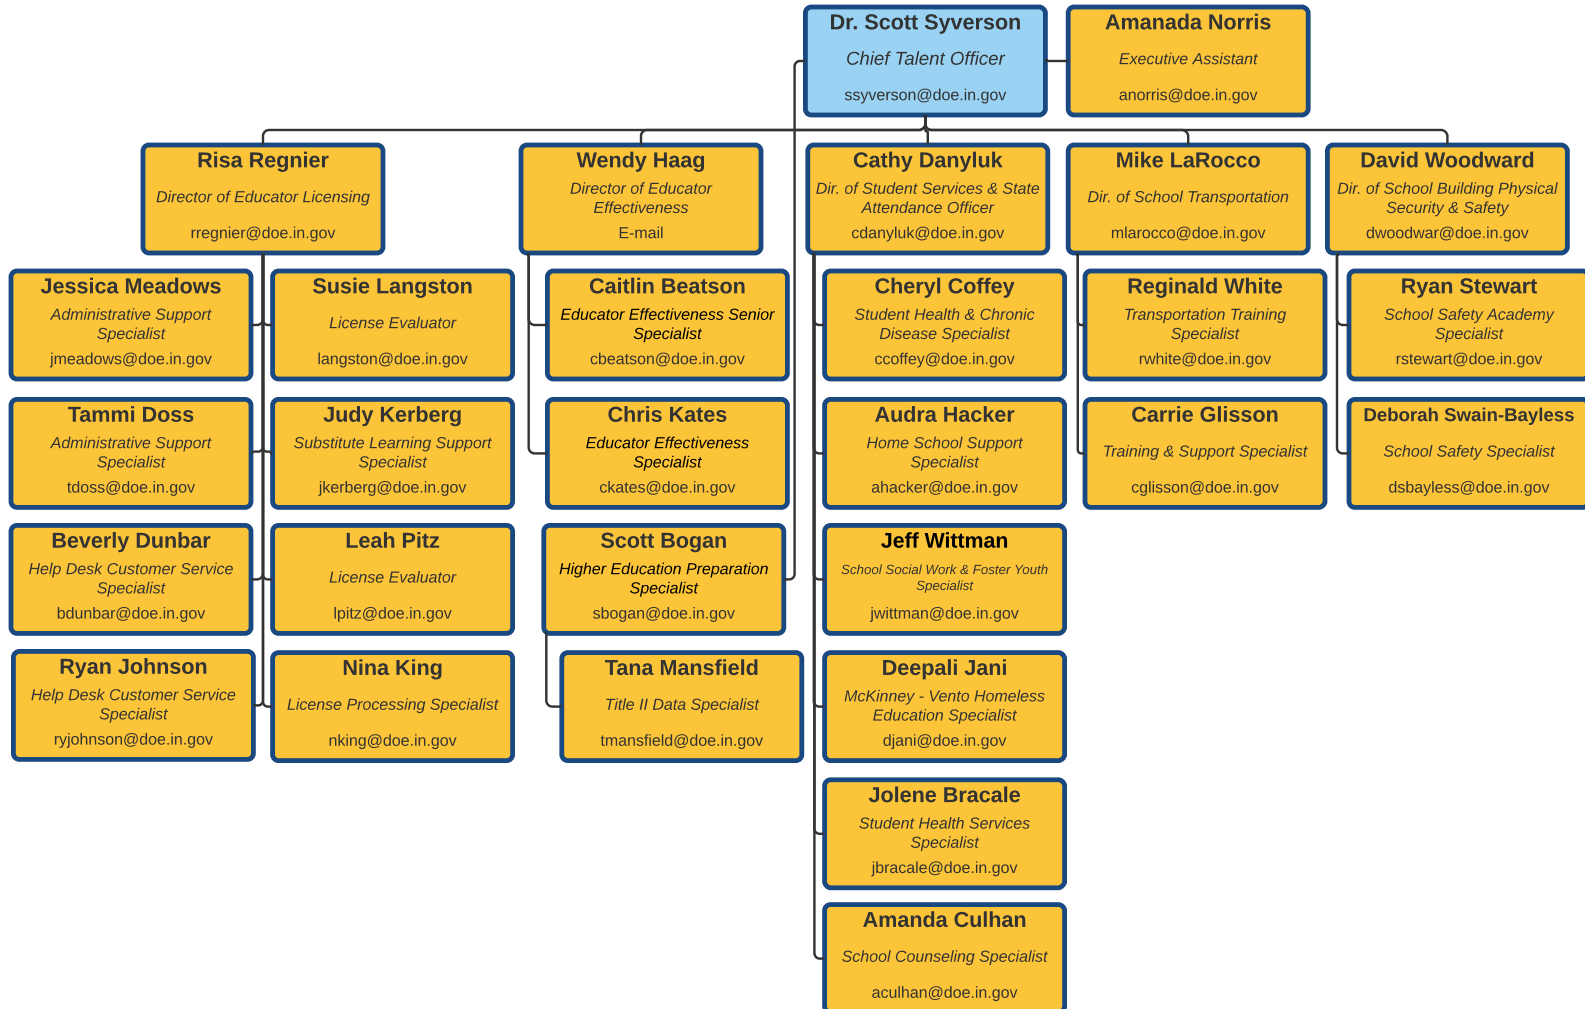 Dr. Scott Syverson
Chief Talent Officer
ssyverson@doe.in.gov
Amanada Norris
Executive Assistant
anorris@doe.in.gov
Risa Regnier
Director of Educator Licensing
rregnier@doe.in.gov
Wendy Haag
Director of Educator
Effectiveness
E-mail
Cathy Danyluk
Dir. of Student Services & State
Attendance Officer
cdanyluk@doe.in.gov
Mike LaRocco
Dir. of School Transportation
mlarocco@doe.in.gov
David Woodward
Dir. of School Building Physical
Security & Safety
dwoodwar@doe.in.gov
Jessica Meadows
Administrative Support
Specialist
jmeadows@doe.in.gov
Susie Langston
License Evaluator
langston@doe.in.gov
Caitlin Beatson
Educator Effectiveness Senior
Specialist
cbeatson@doe.in.gov
Cheryl Coffey
Student Health & Chronic
Disease Specialist
ccoffey@doe.in.gov
Reginald White
Transportation Training
Specialist
rwhite@doe.in.gov
Ryan Stewart
School Safety Academy
Specialist
rstewart@doe.in.gov
Tammi Doss
Administrative Support
Specialist
tdoss@doe.in.gov
Judy Kerberg
Substitute Learning Support
Specialist
jkerberg@doe.in.gov
Chris Kates
Educator Effectiveness
Specialist
ckates@doe.in.gov
Audra Hacker
Home School Support
Specialist
ahacker@doe.in.gov
Carrie Glisson
Training & Support Specialist
cglisson@doe.in.gov
Deborah Swain-Bayless
School Safety Specialist
dsbayless@doe.in.gov
Beverly Dunbar
Help Desk Customer Service
Specialist
bdunbar@doe.in.gov
Leah Pitz
License Evaluator
lpitz@doe.in.gov
Scott Bogan
Higher Education Preparation
Specialist
sbogan@doe.in.gov
Jeff Wittman
School Social Work & Foster Youth
Specialist
jwittman@doe.in.gov
Ryan Johnson
Help Desk Customer Service
Specialist
ryjohnson@doe.in.gov
Nina King
License Processing Specialist
nking@doe.in.gov
Tana Mansfield
Title II Data Specialist
tmansfield@doe.in.gov
Deepali Jani
McKinney - Vento Homeless
Education Specialist
djani@doe.in.gov
Jolene Bracale
Student Health Services
Specialist
jbracale@doe.in.gov
Amanda Culhan
School Counseling Specialist
aculhan@doe.in.gov